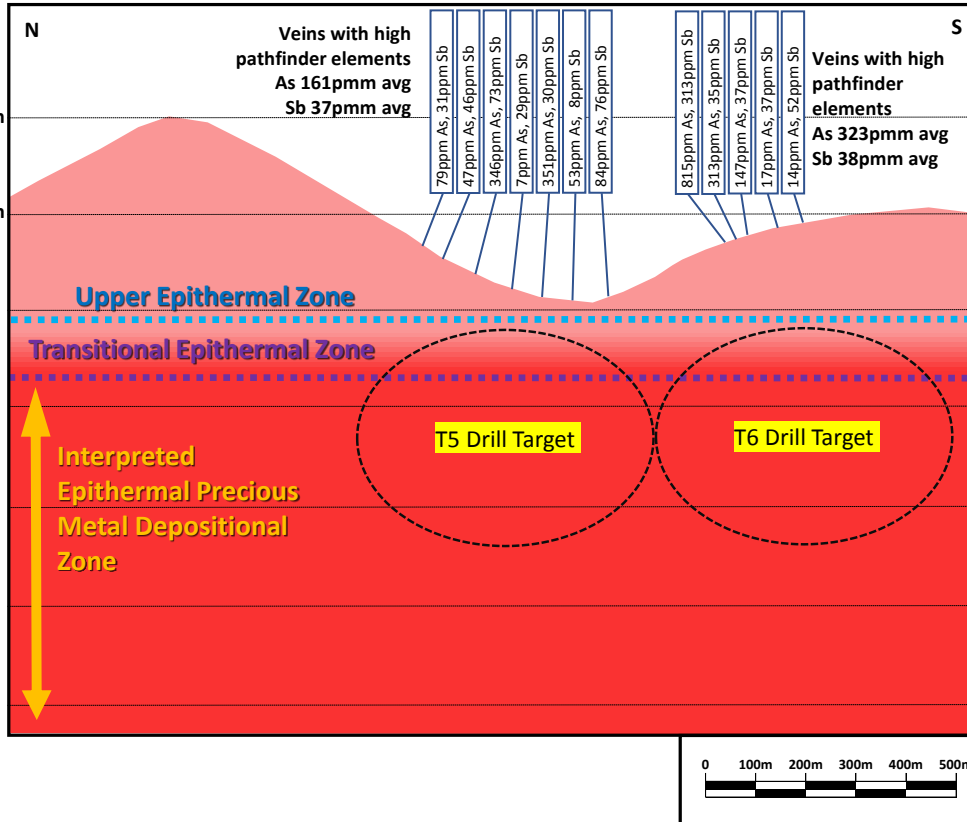 N
S
Veins with high
pathfinder elements
As 161pmm avg
Sb 37pmm avg
79ppm As, 31ppm Sb
47ppm As, 46ppm Sb
346ppm As, 73ppm Sb
7ppm As, 29ppm Sb
351ppm As, 30ppm Sb
53ppm As, 8ppm Sb
84ppm As, 76ppm Sb
815ppm As, 313ppm Sb
313ppm As, 35ppm Sb
147ppm As, 37ppm Sb
17ppm As, 37ppm Sb
14ppm As, 52ppm Sb
Veins with high
pathfinder
elements
As 323pmm avg
Sb 38pmm avg
Upper Epithermal Zone
Transitional Epithermal Zone
T5 Drill Target
T6 Drill Target
Interpreted
Epithermal Precious
Metal Depositional
Zone
0 100m 200m 300m 400m 500m